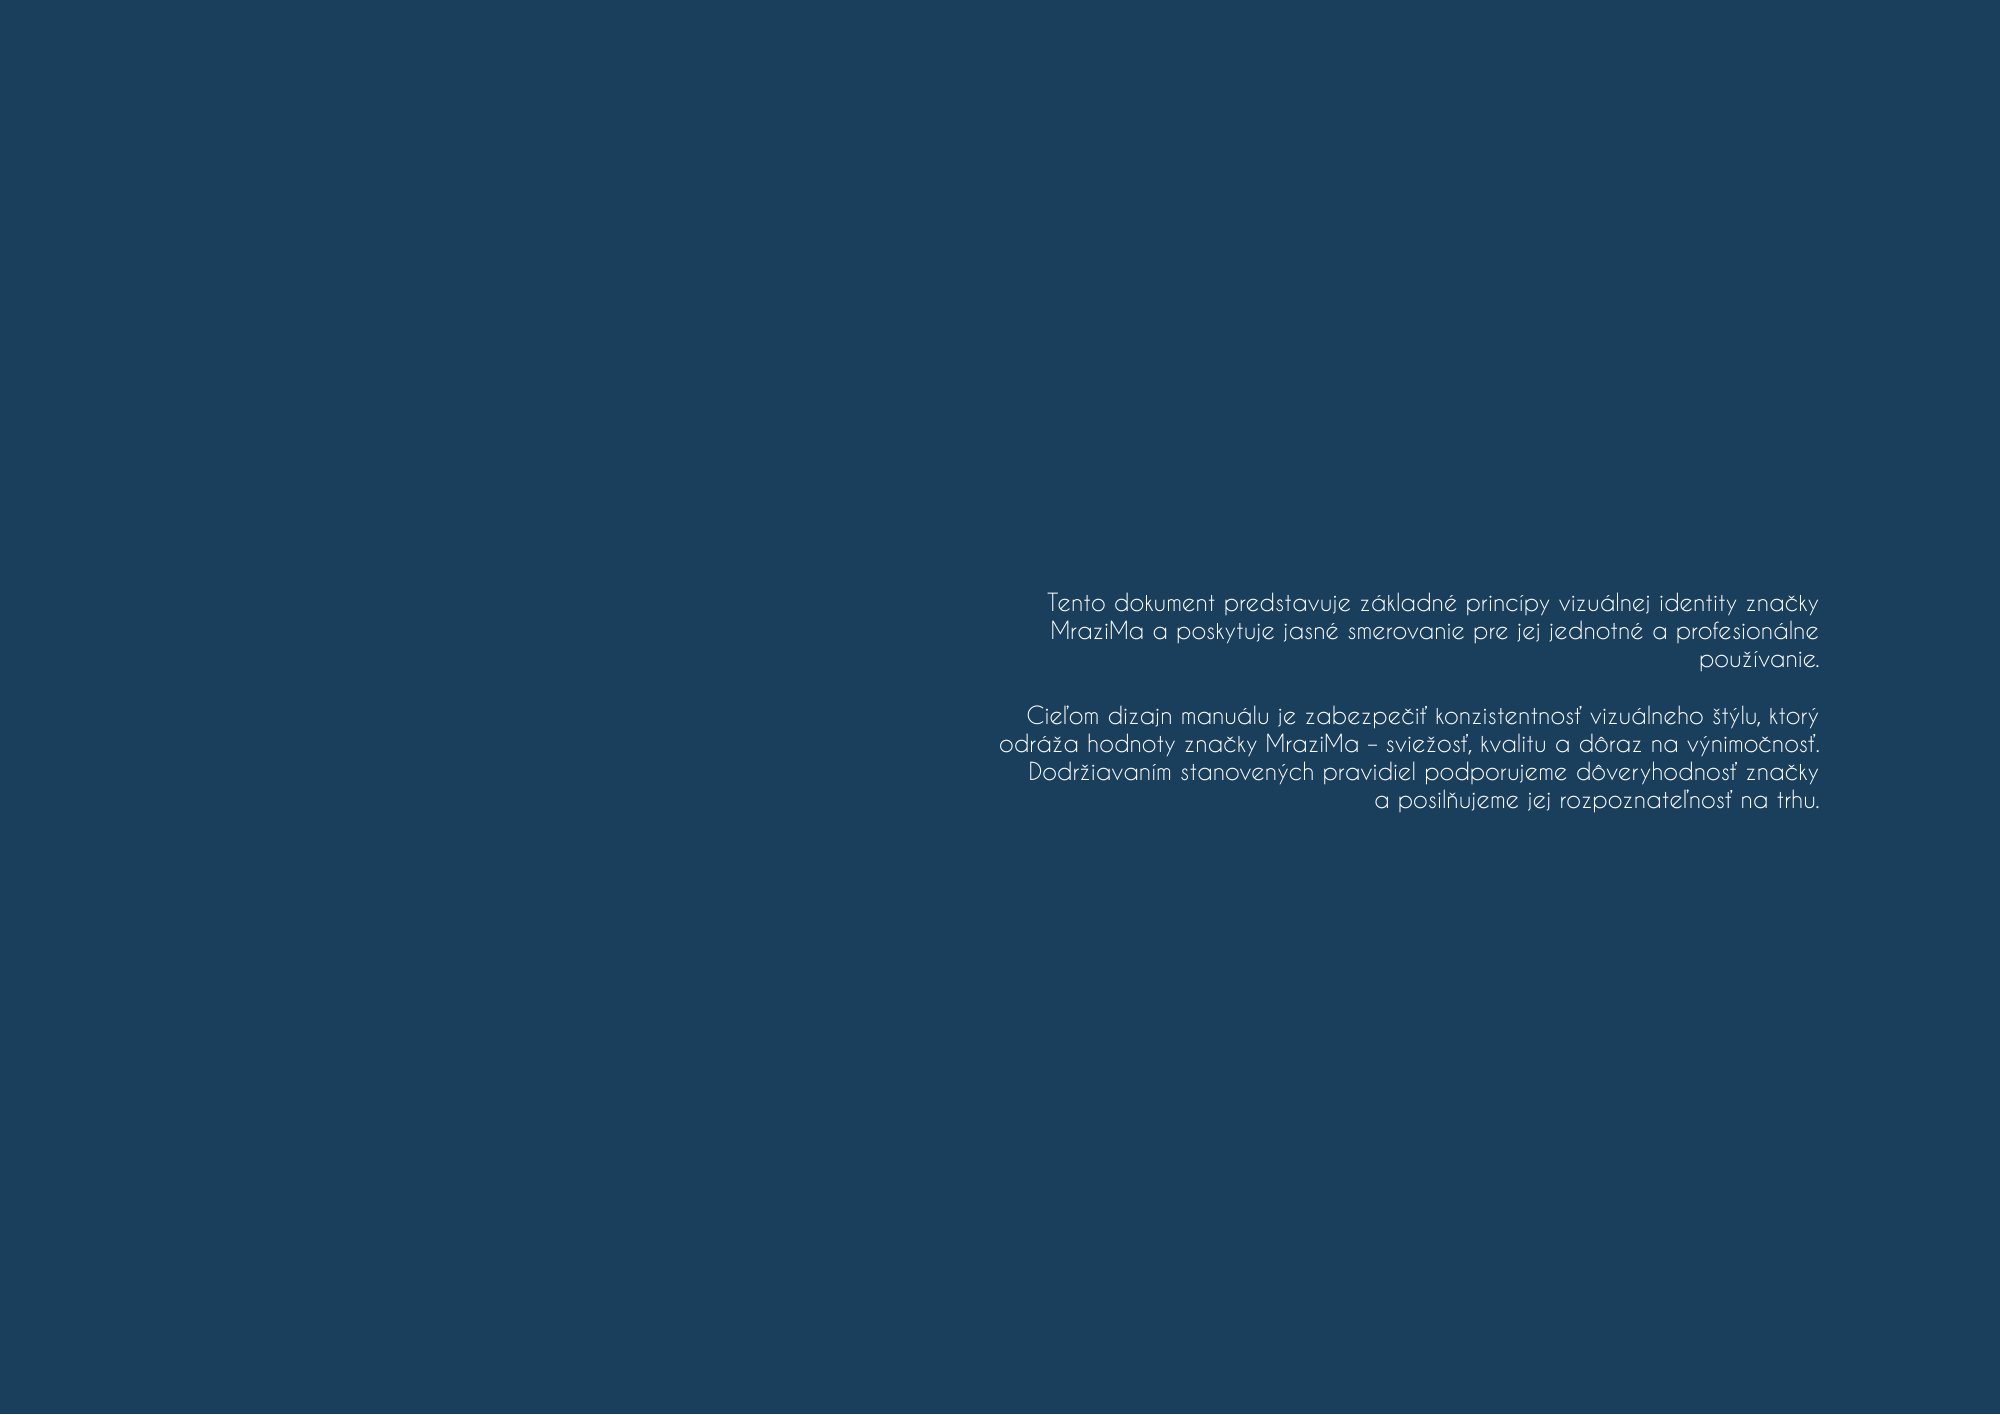 Tento dokument predstavuje základné princípy vizuálnej identity značky
MraziMa a poskytuje jasné smerovanie pre jej jednotné a profesionálne
používanie.
Cieľom dizajn manuálu je zabezpečiť konzistentnosť vizuálneho štýlu, ktorý
odráža hodnoty značky MraziMa – sviežosť, kvalitu a dôraz na výnimočnosť.
Dodržiavaním stanovených pravidiel podporujeme dôveryhodnosť značky
a posilňujeme jej rozpoznateľnosť na trhu.